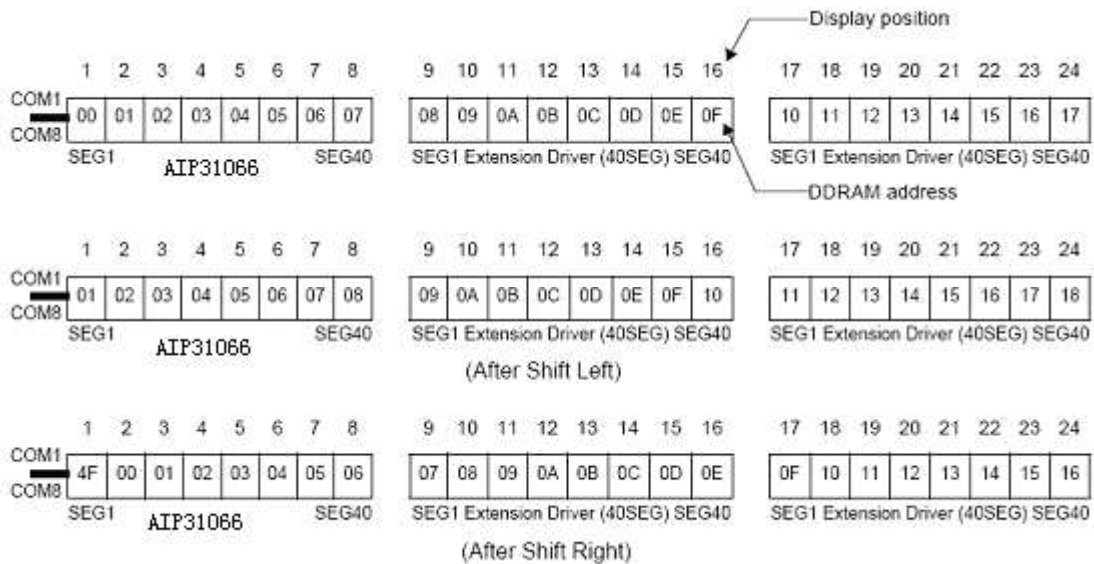 Display position
1 2 3 4 5 6 7 8 9 10 11 12 13 14 15 16 17 18 19 20 21 22 23 24
COM1
00 01 02 03 04 05 06 07 08 09 0A 0B 0C 0D 0E 0F 10 11 12 13 14 15 16 17
COM8
SEG1 AIP31066 SEG40 SEG1 Extension Driver (40SEG) SEG40 SEG1 Extension Driver (40SEG) SEG40
DDRAM address
1 2 3 4 5 6 7 8 9 10 11 12 13 14 15 16 17 18 19 20 21 22 23 24
COM1
01 02 03 04 05 06 07 08 09 0A 0B 0C 0D 0E 0F 10 11 12 13 14 15 16 17 18
COM8
SEG1 AIP31066 SEG40 SEG1 Extension Driver (40SEG) SEG40 SEG1 Extension Driver (40SEG) SEG40
(After Shift Left)
1 2 3 4 5 6 7 8 9 10 11 12 13 14 15 16 17 18 19 20 21 22 23 24
COM1
4F 00 01 02 03 04 05 06 07 08 09 0A 0B 0C 0D 0E 0F 10 11 12 13 14 15 16
COM8
SEG1 AIP31066 SEG40 SEG1 Extension Driver (40SEG) SEG40 SEG1 Extension Driver (40SEG) SEG40
(After Shift Right)